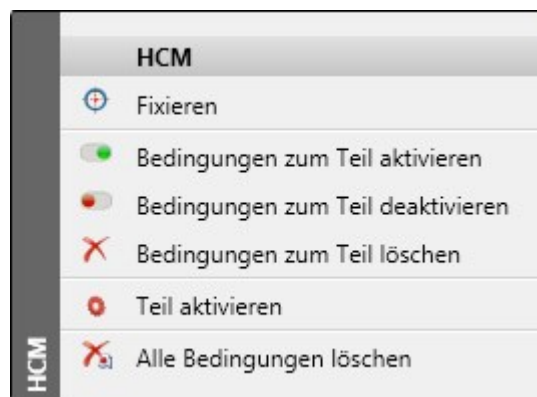 HCM
Fixieren
Bedingungen zum Teil aktivieren
Bedingungen zum Teil deaktivieren
Bedingungen zum Teil löschen
Teil aktivieren
Alle Bedingungen löschen
HCM